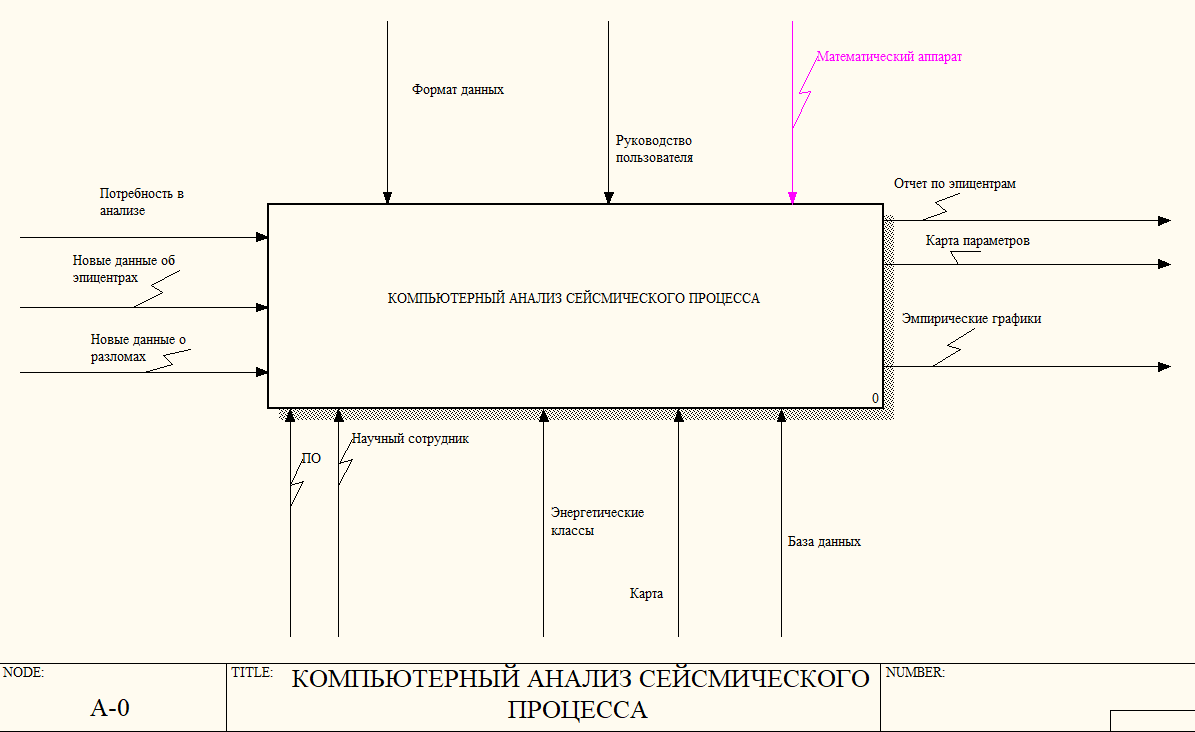 Математический аппарат
Формат данных
Руководство
пользователя
Потребность в
анализе
Отчет по эпицентрам
Карта параметров
Новые данные об
эпицентрах
КОМПЬЮТЕРНЫЙ АНАЛИЗ СЕЙСМИЧЕСКОГО ПРОЦЕССА
Эмпирические графики
Новые данные о
разломах
0
Научный сотрудник
ПО
Энергетические
классы
База данных
Карта
NODE:
A-0
TITLE:
КОМПЬЮТЕРНЫЙ АНАЛИЗ СЕЙСМИЧЕСКОГО
ПРОЦЕССА
NUMBER: